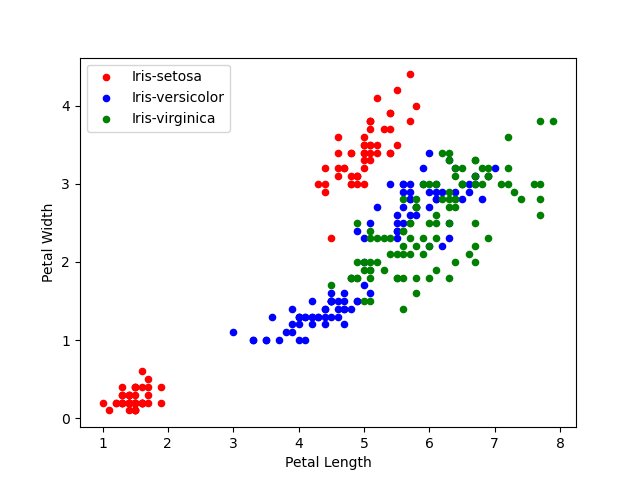 Iris-setosa
Iris-versicolor
Iris-virginica
4
3
2
1
0
Petal Width
1 2 3 4 5 6 7 8
Petal Length